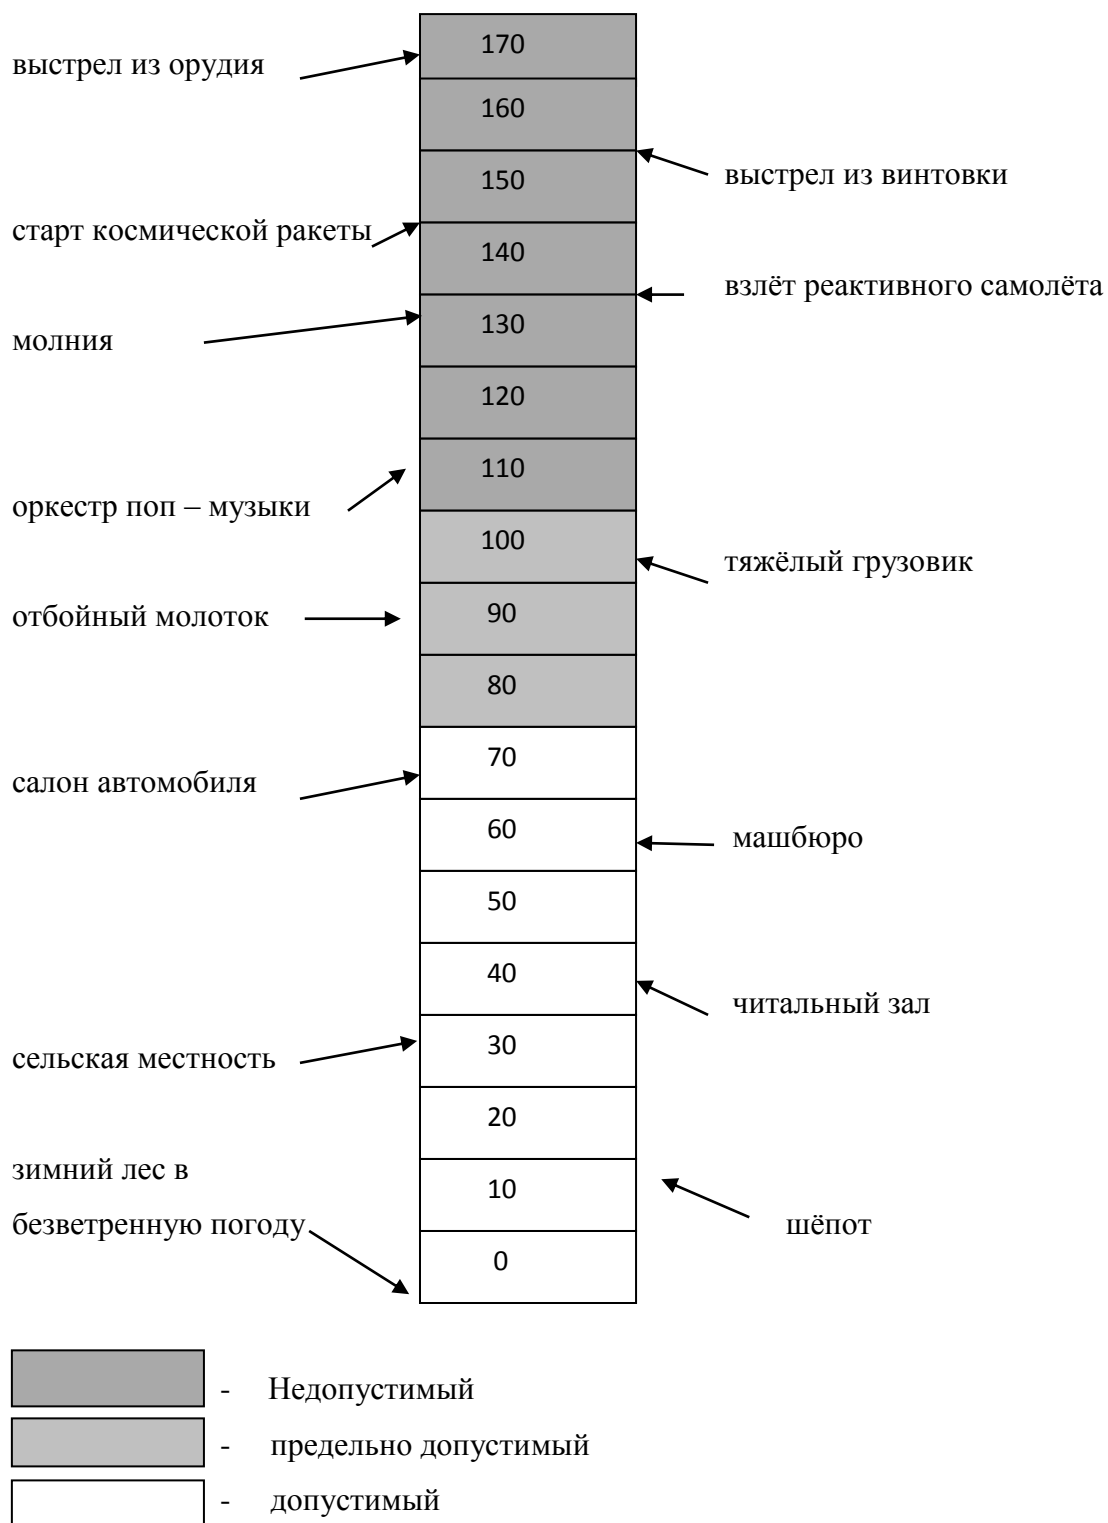 170
выстрел из орудия
160
выстрел из винтовки
150
старт космической ракеты
140
взлёт реактивного самолёта
130
молния
120
110
оркестр поп – музыки
100
тяжёлый грузовик
90
отбойный молоток
80
70
салон автомобиля
60
машбюро
50
40
читальный зал
30
сельская местность
20
зимний лес в
10
безветренную погоду
шёпот
0
- Недопустимый
- предельно допустимый
- допустимый